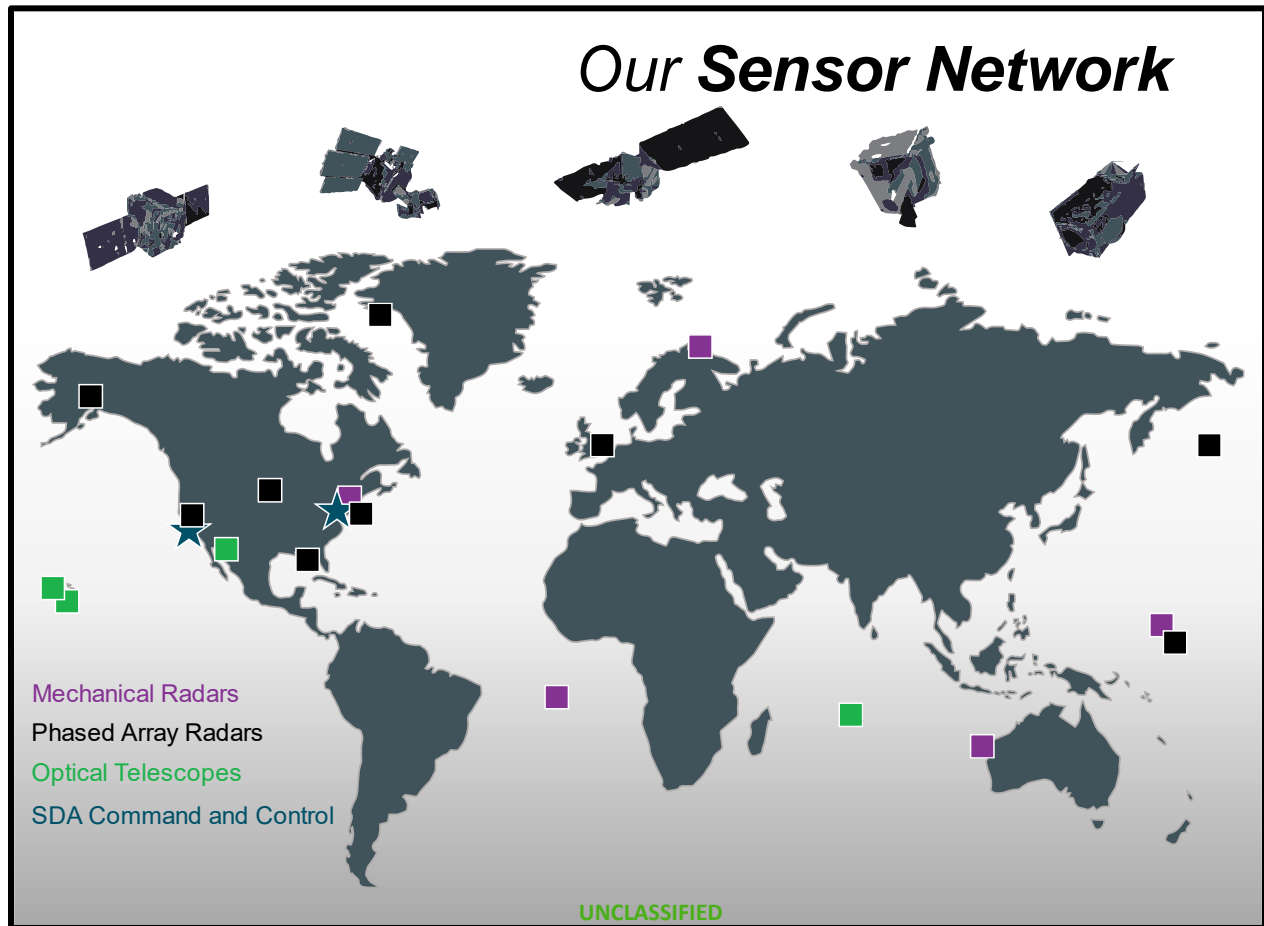 Our Sensor Network
Mechanical Radars
Phased Array Radars
Optical Telescopes
SDA Command and Control
UNCLASSIFIED